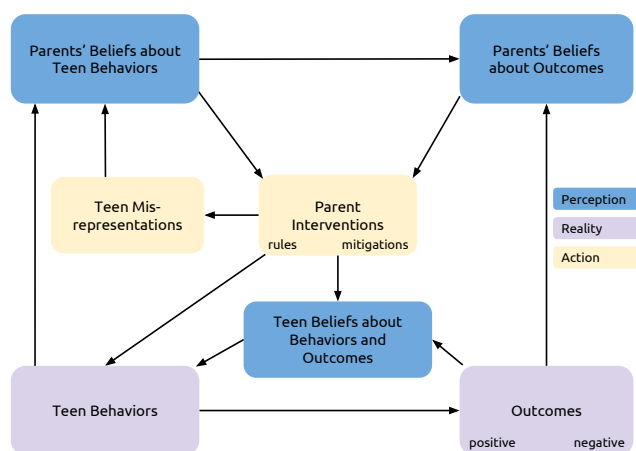 Parents’ Beliefs about
Teen Behaviors
Parents’ Beliefs
about Outcomes
Teen Mis-
representations
Parent
Interventions
rules mitigations
Perception
Reality
Action
Teen Beliefs about
Behaviors and
Outcomes
Teen Behaviors
Outcomes
positive negative